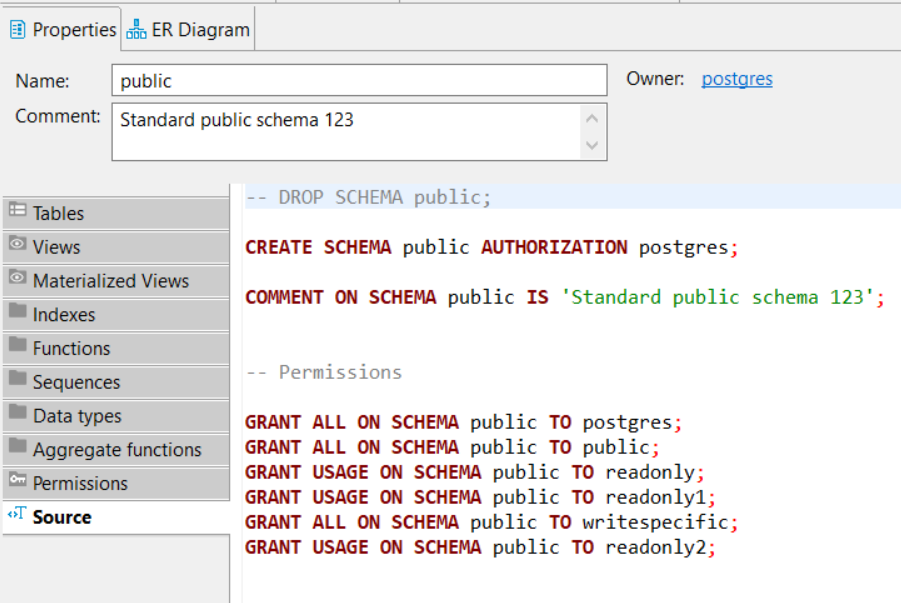 Properties ER Diagram
Name: public Owner: postgres
Comment: Standard public schema 123
Tables
Views
Materialized Views
Indexes
Functions
Sequences
Data types
Aggregate functions
Permissions
Source
-- DROP SCHEMA public;
CREATE SCHEMA public AUTHORIZATION postgres;
COMMENT ON SCHEMA public IS 'Standard public schema 123';
-- Permissions
GRANT ALL ON SCHEMA public TO postgres;
GRANT ALL ON SCHEMA public TO public;
GRANT USAGE ON SCHEMA public TO readonly;
GRANT USAGE ON SCHEMA public TO readonly1;
GRANT ALL ON SCHEMA public TO writespecific;
GRANT USAGE ON SCHEMA public TO readonly2;